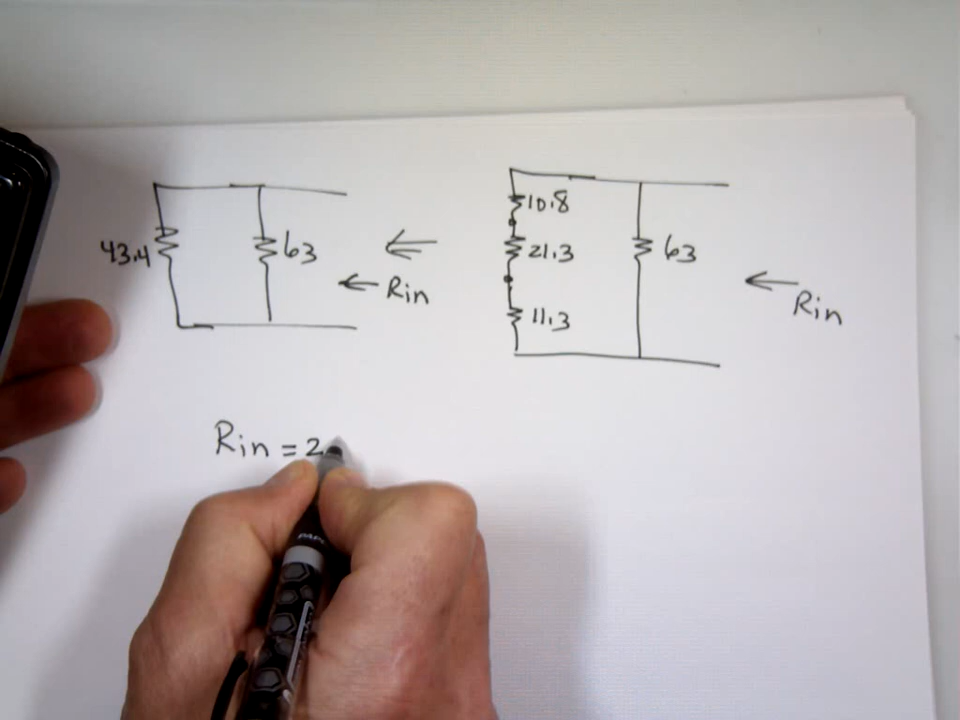 43.4
63
← Rin
⇐
10.8
21.3
11.3
63
← Rin
Rin = 2